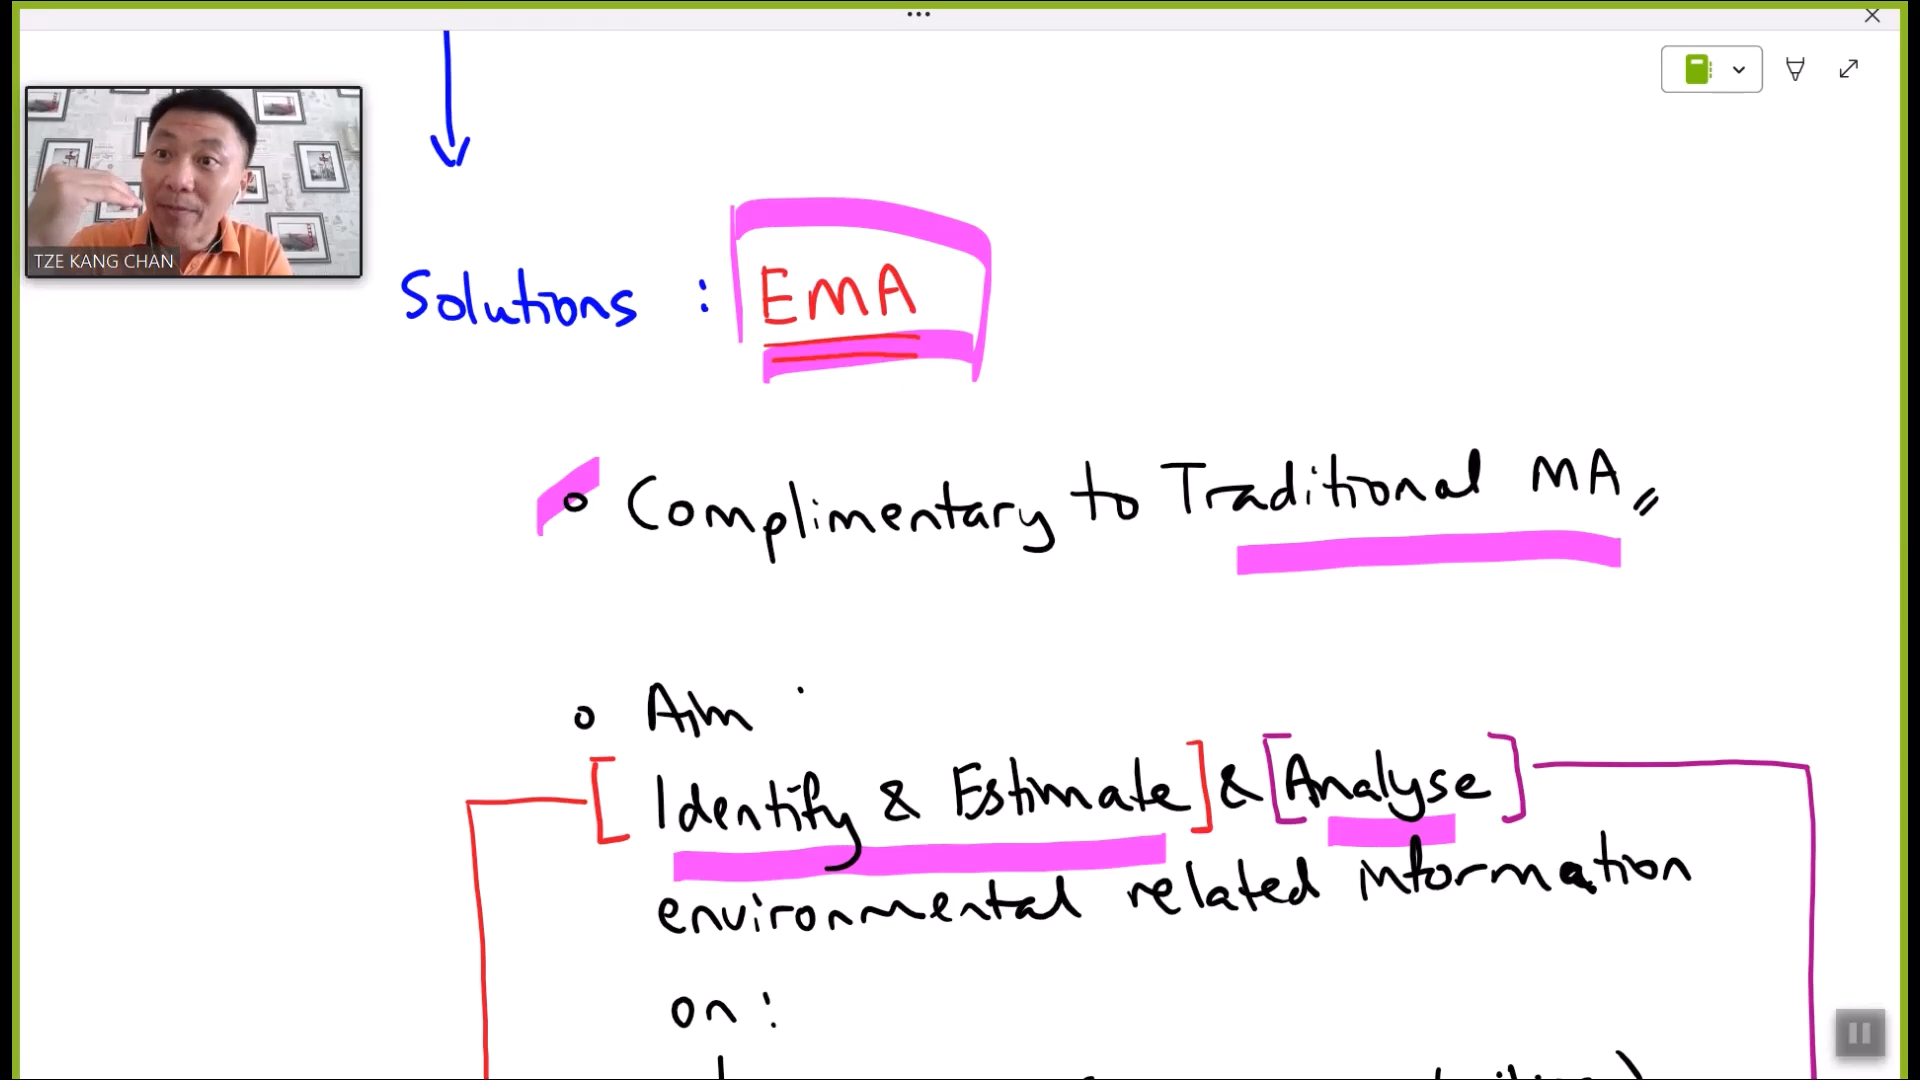 TZE KANG CHAN
Solutions : EMA
Complimentary to Traditional MA
Aim :
[Identify & Estimate] & [Analyse]
environmental related information
on :